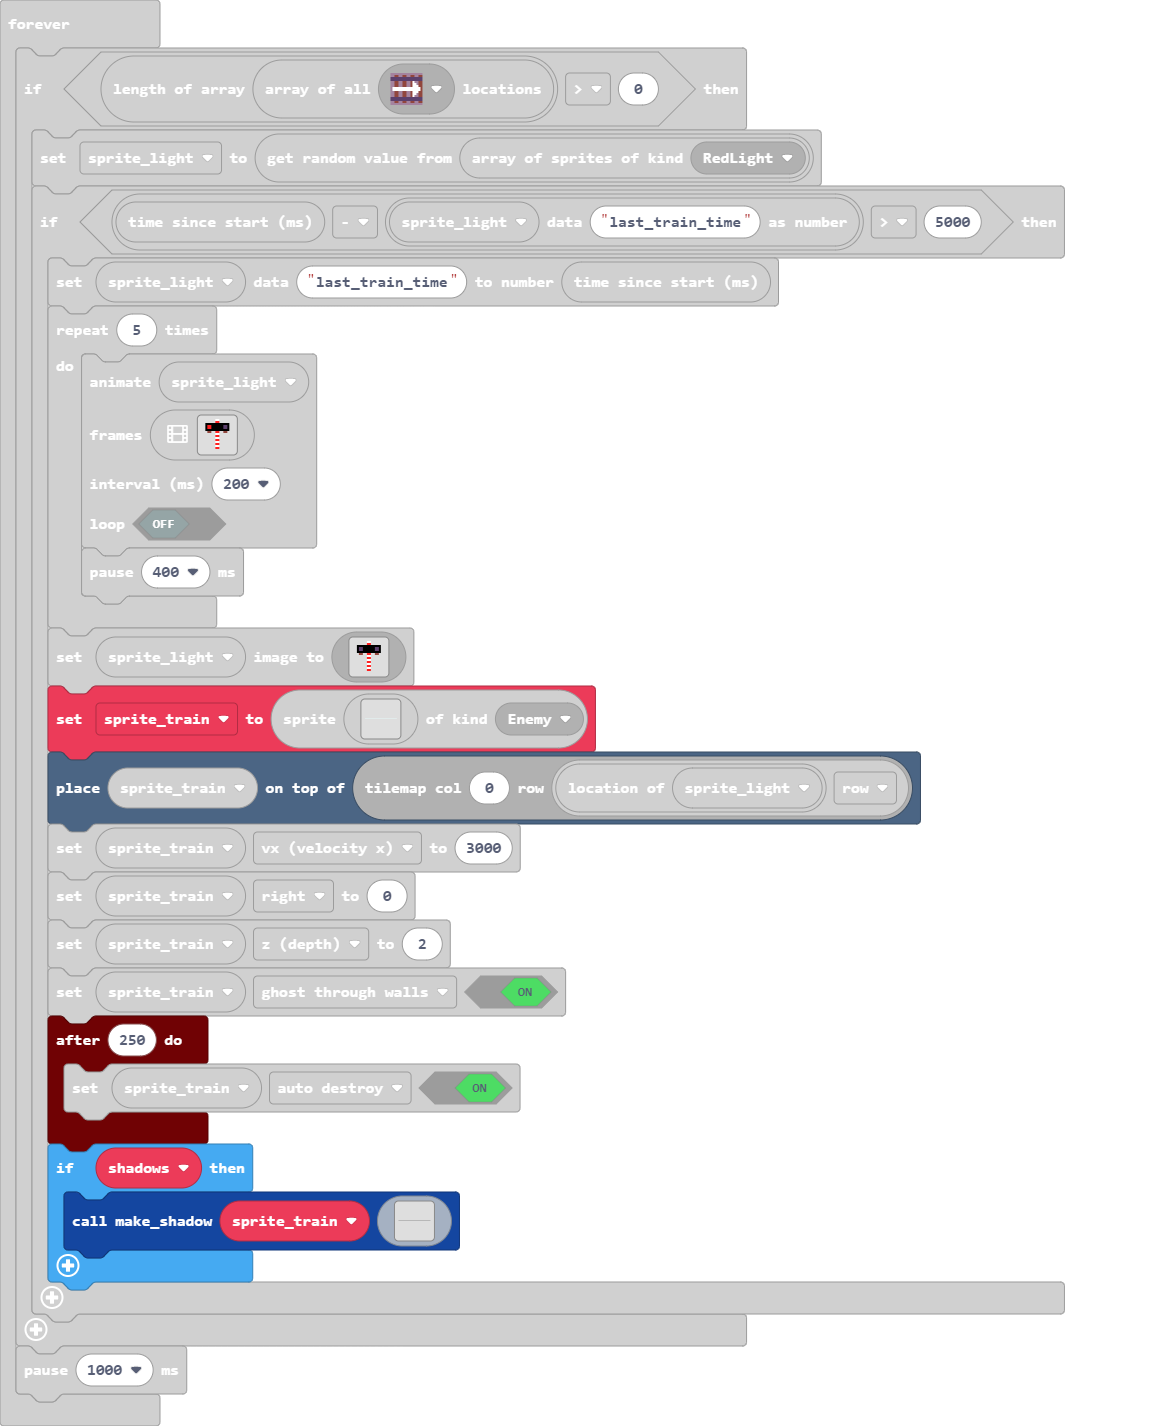 forever
if length of array array of all locations > 0 then
set sprite_light to get random value from array of sprites of kind RedLight
if time since start (ms) - sprite_light data "last_train_time" as number > 5000 then
set sprite_light data "last_train_time" to number time since start (ms)
repeat 5 times
do
animate sprite_light
frames
interval (ms) 200
loop OFF
pause 400 ms
set sprite_light image to
set sprite_train to sprite of kind Enemy
place sprite_train on top of tilemap col 0 row location of sprite_light row
set sprite_train vx (velocity x) to 3000
set sprite_train right to 0
set sprite_train z (depth) to 2
set sprite_train ghost through walls ON
after 250 do
set sprite_train auto destroy ON
if shadows then
call make_shadow sprite_train
pause 1000 ms